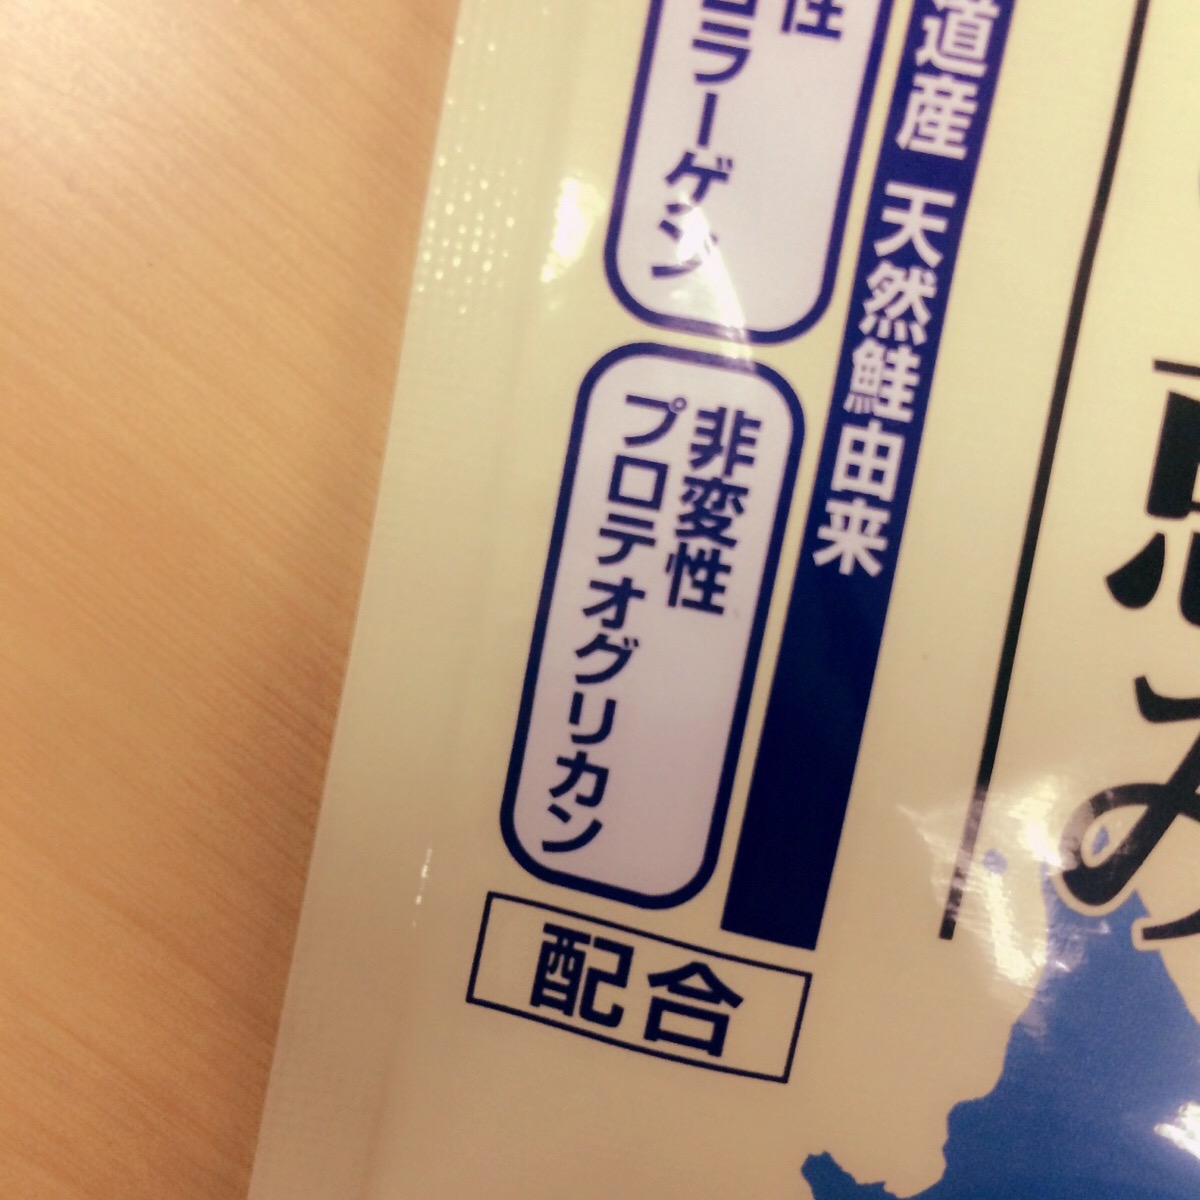 道産 天然鮭由来
性
コラーゲン
非変性
プロテオグリカン
配合
み